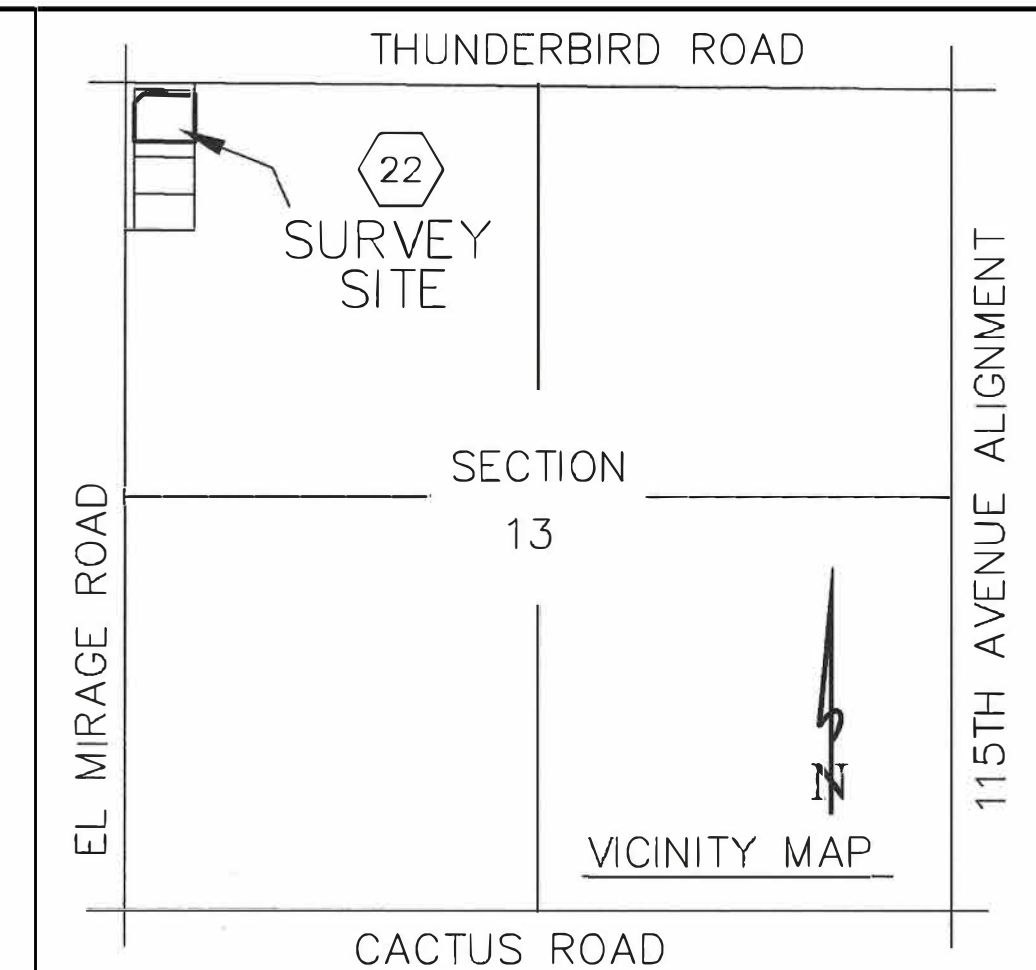 THUNDERBIRD ROAD
22
SURVEY
SITE
115TH AVENUE ALIGNMENT
SECTION
13
EL MIRAGE ROAD
N
VICINITY MAP
CACTUS ROAD